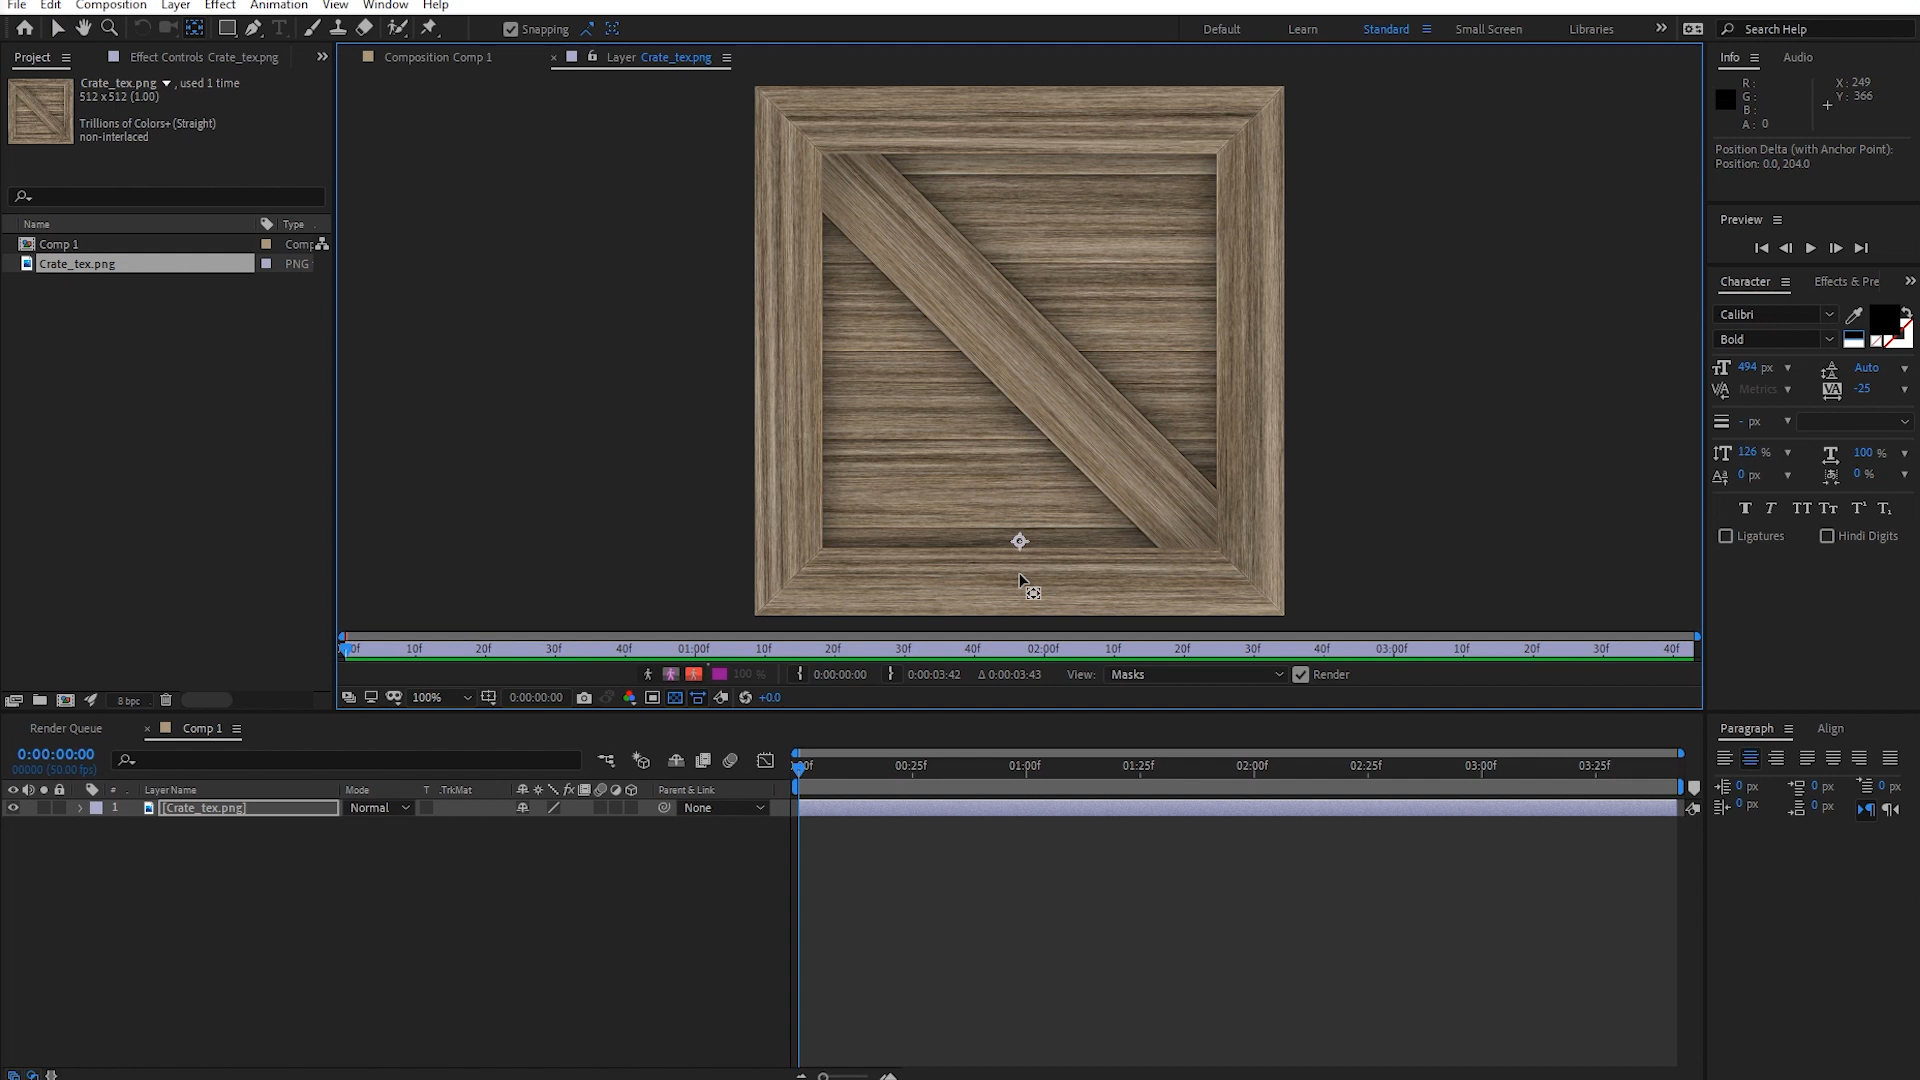 File Edit Composition Layer Effect Animation View Window Help
Snapping Default Learn Standard Small Screen Libraries Search Help
Project Effect Controls Crate_tex.png
Composition Comp 1
Layer Crate_tex.png
Info Audio
Crate_tex.png , used 1 time
512 x 512 (1.00)
Trillions of Colors+ (Straight)
non-interlaced
R :
G :
B :
A : 0
X : 249
Y : 366
Position Delta (with Anchor Point):
Position: 0.0, 204.0
Preview
Name Type
Comp 1
Crate_tex.png PNG
Character Effects & Pre
Calibri
Bold
494 px Auto
Metrics -25
- px
126 % 100 %
0 px 0 %
T T TT Tr T¹ T₁
Ligatures Hindi Digits
10f 20f 30f 40f 01:00f 10f 20f 30f 40f 02:00f 10f 20f 30f 40f 03:00f 10f 20f 30f 40f
100 % 0:00:00:00 0:00:03:42 Δ 0:00:03:43 View: Masks Render
8 bpc 100% 0:00:00:00 +0.0
Render Queue Comp 1
Paragraph Align
0:00:00:00
00000 (50.00 fps)
00:25f 01:00f 01:25f 02:00f 02:25f 03:00f 03:25f
# Layer Name Mode T .TrkMat fx Parent & Link
1 [Crate_tex.png] Normal None
0 px 0 px 0 px
0 px 0 px